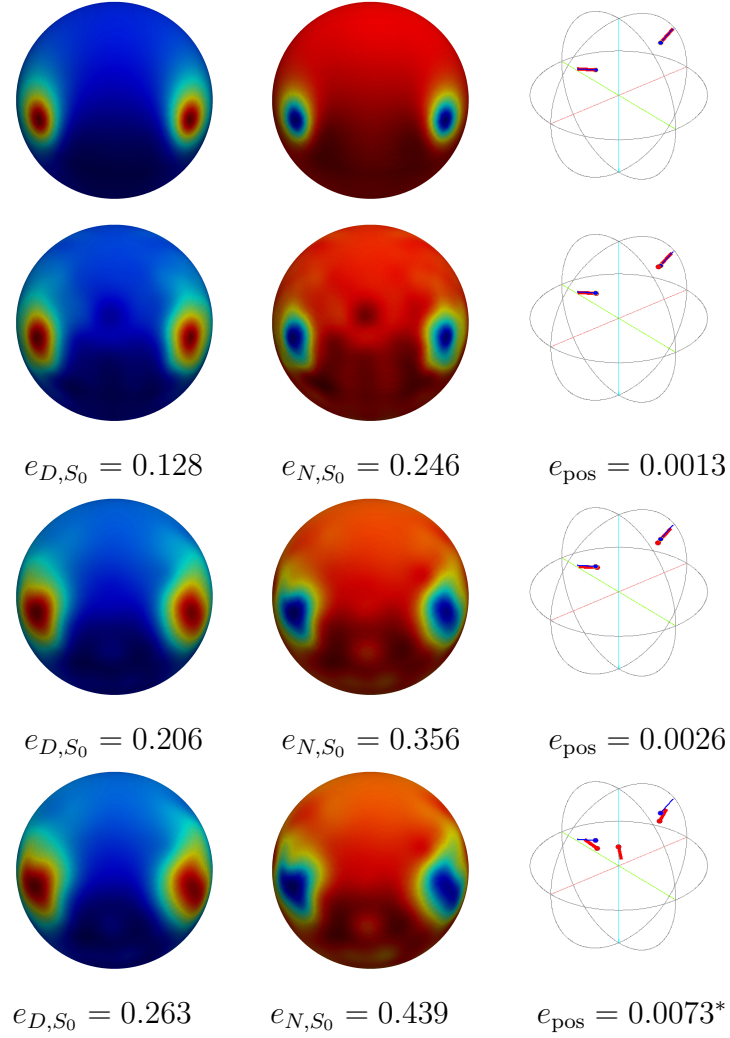 e_{D,S_0} = 0.128 e_{N,S_0} = 0.246 e_{pos} = 0.0013
e_{D,S_0} = 0.206 e_{N,S_0} = 0.356 e_{pos} = 0.0026
e_{D,S_0} = 0.263 e_{N,S_0} = 0.439 e_{pos} = 0.0073*